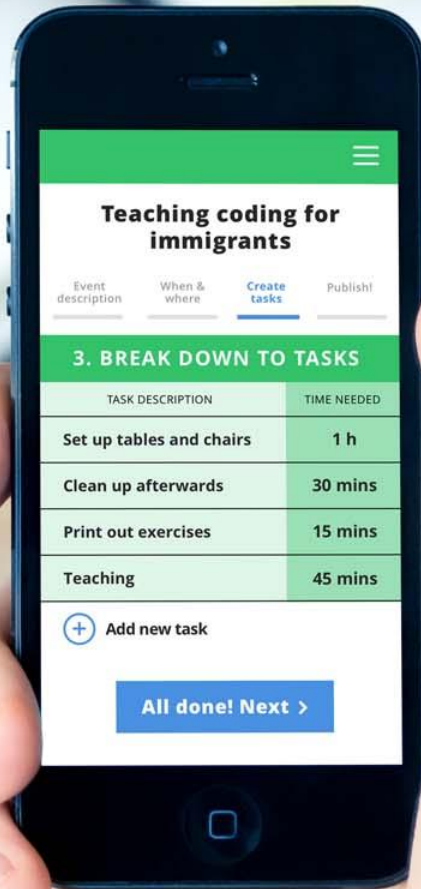 Teaching coding for
immigrants
Event
description
When &
where
Create
tasks
Publish!
3. BREAK DOWN TO TASKS
TASK DESCRIPTION TIME NEEDED
Set up tables and chairs 1 h
Clean up afterwards 30 mins
Print out exercises 15 mins
Teaching 45 mins
Add new task
All done! Next >